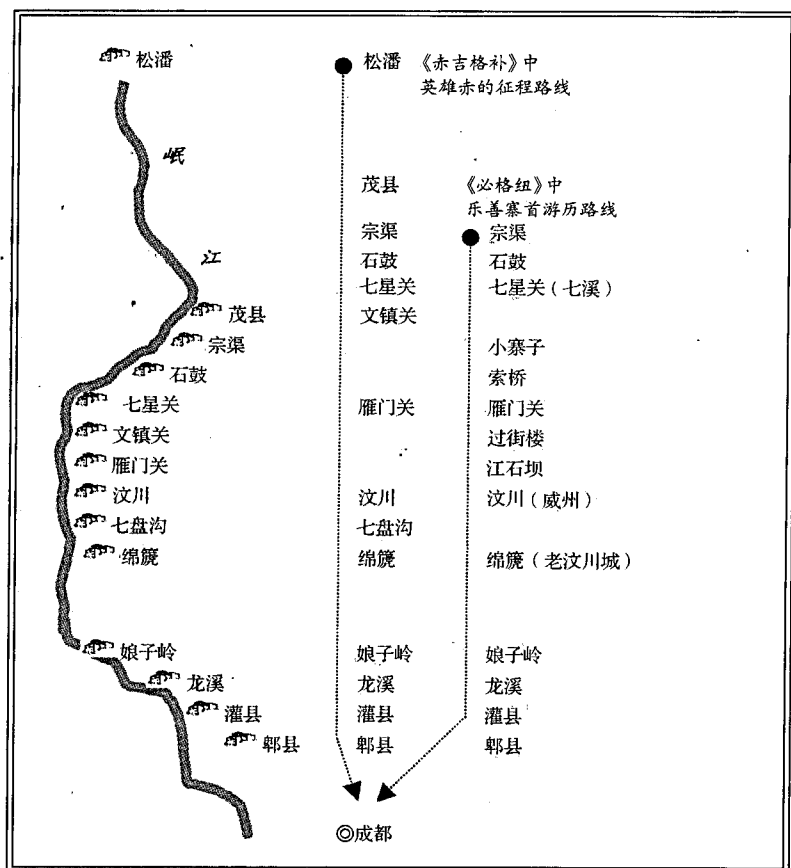 松潘
岷
江
茂县
宗渠
石鼓
七星关
文镇关
雁门关
汶川
七盘沟
绵篪
娘子岭
龙溪
灌县
郫县
松潘
《赤吉格补》中
英雄赤的征程路线
茂县
宗渠
石鼓
七星关
文镇关
雁门关
汶川
七盘沟
绵篪
娘子岭
龙溪
灌县
郫县
《必格纽》中
乐善寨首游历路线
宗渠
石鼓
七星关（七溪）
小寨子
索桥
雁门关
过街楼
江石坝
汶川（威州）
绵篪（老汶川城）
娘子岭
龙溪
灌县
郫县
◎成都